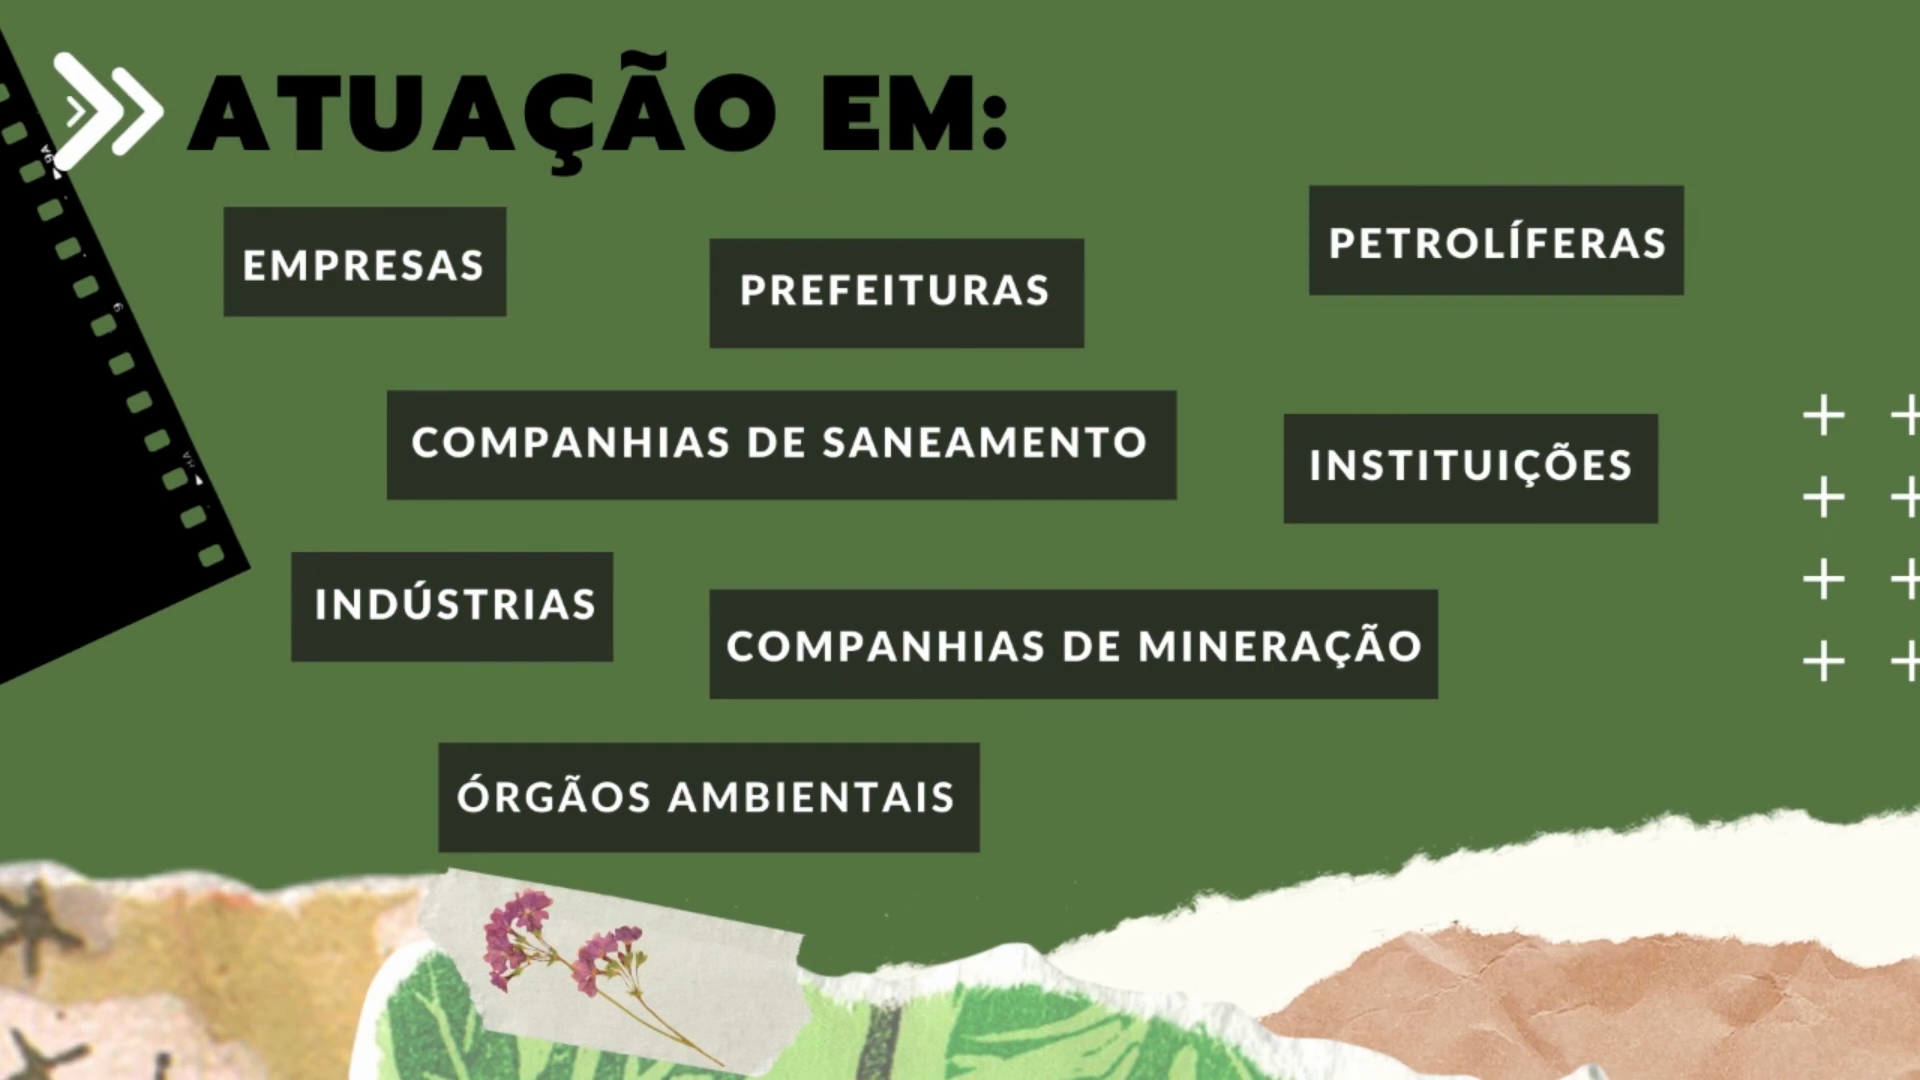 ATUAÇÃO EM:
EMPRESAS
PREFEITURAS
PETROLÍFERAS
COMPANHIAS DE SANEAMENTO
INSTITUIÇÕES
INDÚSTRIAS
COMPANHIAS DE MINERAÇÃO
ÓRGÃOS AMBIENTAIS